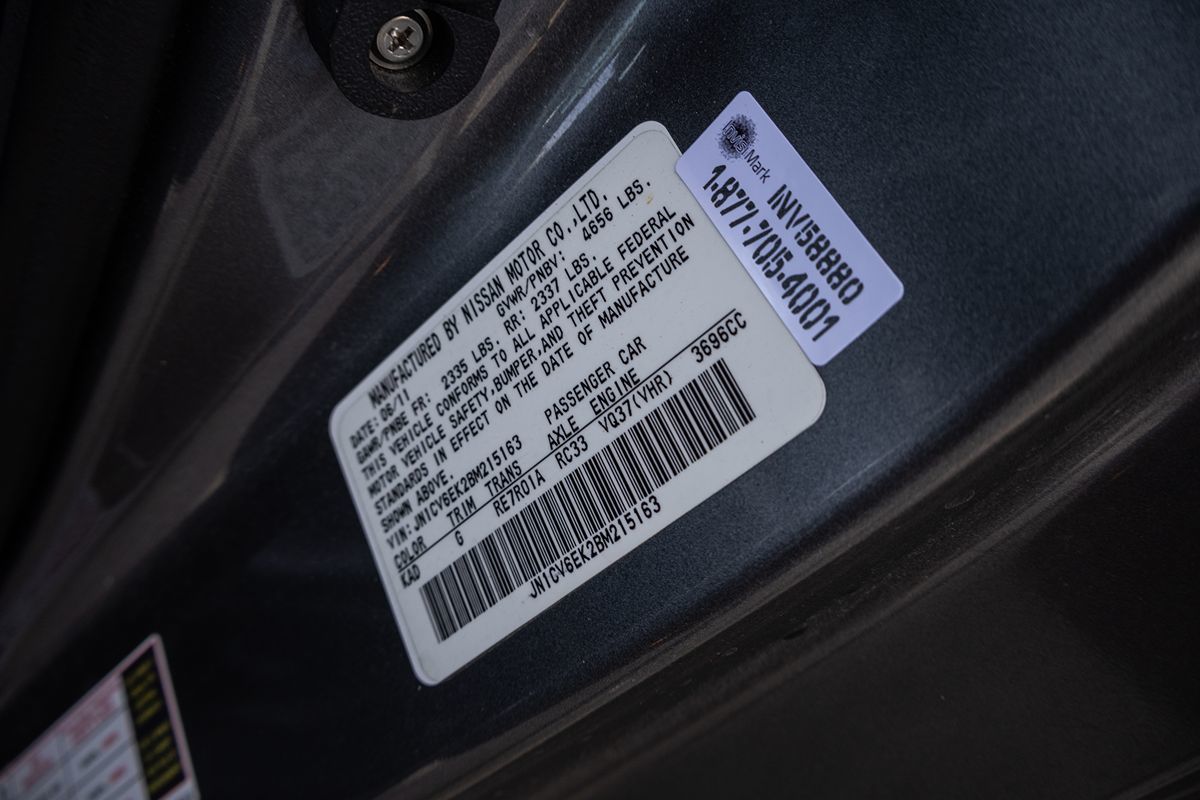 MANUFACTURED BY NISSAN MOTOR CO.,LTD.
DATE: 06/11 GVWR/PNBV: 4656 LBS.
GAWR/PNBE FR: 2335 LBS. RR: 2337 LBS.
THIS VEHICLE CONFORMS TO ALL APPLICABLE FEDERAL
MOTOR VEHICLE SAFETY,BUMPER,AND THEFT PREVENTION
STANDARDS IN EFFECT ON THE DATE OF MANUFACTURE
SHOWN ABOVE.
VIN:JN1CV6EK2BM215163 PASSENGER CAR
COLOR TRIM TRANS AXLE ENGINE 3696CC
KAD G RE7R01A RC33 VQ37(VHR)
JN1CV6EK2BM215163
invisiMark
INV58880
1.877.705.4001